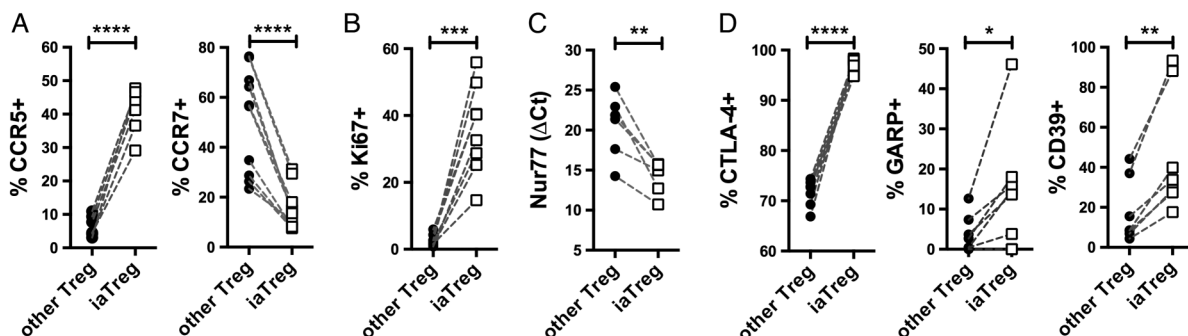 A
****
% CCR5+
60
50
40
30
20
10
0
other Treg
iaTreg
****
% CCR7+
80
60
40
20
0
other Treg
iaTreg
B
***
% Ki67+
60
40
20
0
other Treg
iaTreg
C
**
Nur77 (ΔCt)
30
25
20
15
10
5
other Treg
iaTreg
D
****
% CTLA-4+
100
90
80
70
60
other Treg
iaTreg
*
% GARP+
50
40
30
20
10
0
other Treg
iaTreg
**
% CD39+
100
80
60
40
20
0
other Treg
iaTreg